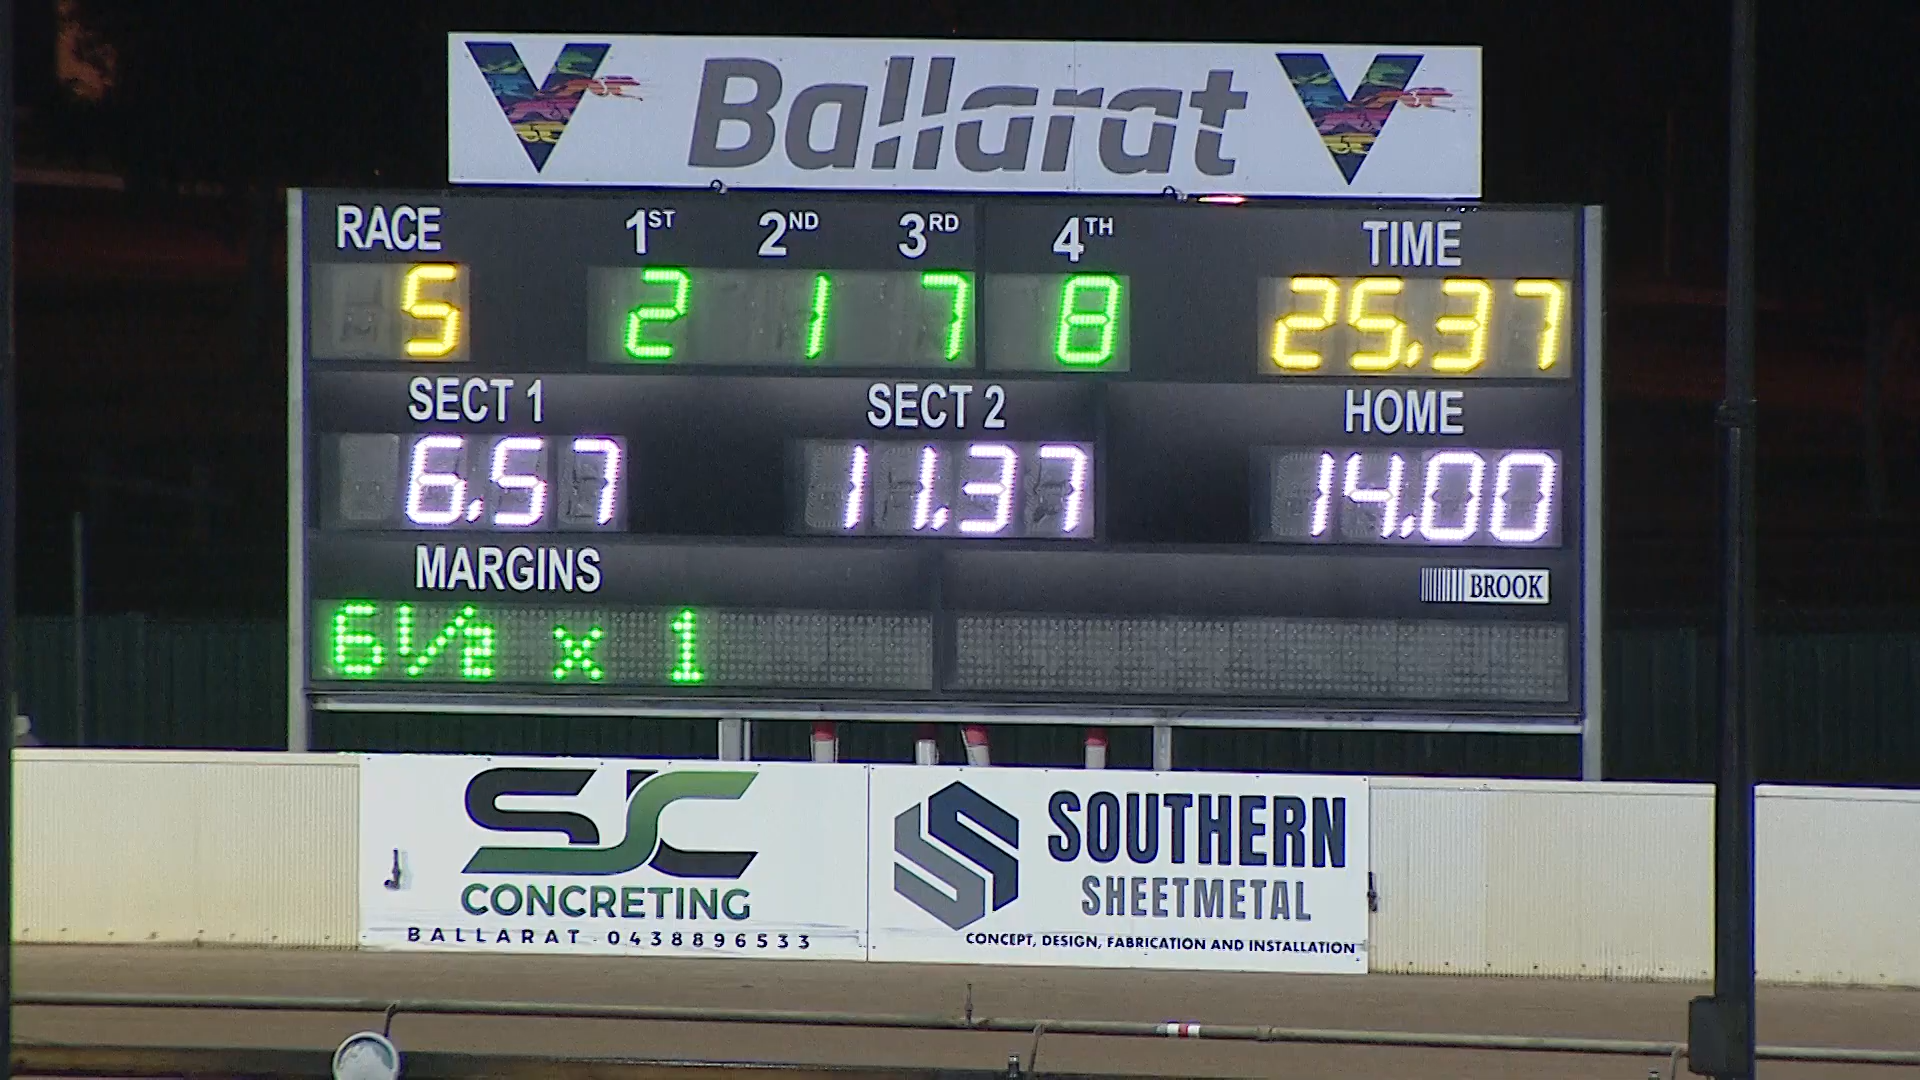 Ballarat
RACE 1ST 2ND 3RD 4TH TIME
5 2 1 7 8 25.37
SECT 1 SECT 2 HOME
6.57 11.37 14.00
MARGINS
BROOK
6½ x 1
SJC
CONCRETING
BALLARAT 0438896533
SOUTHERN
SHEETMETAL
CONCEPT, DESIGN, FABRICATION AND INSTALLATION